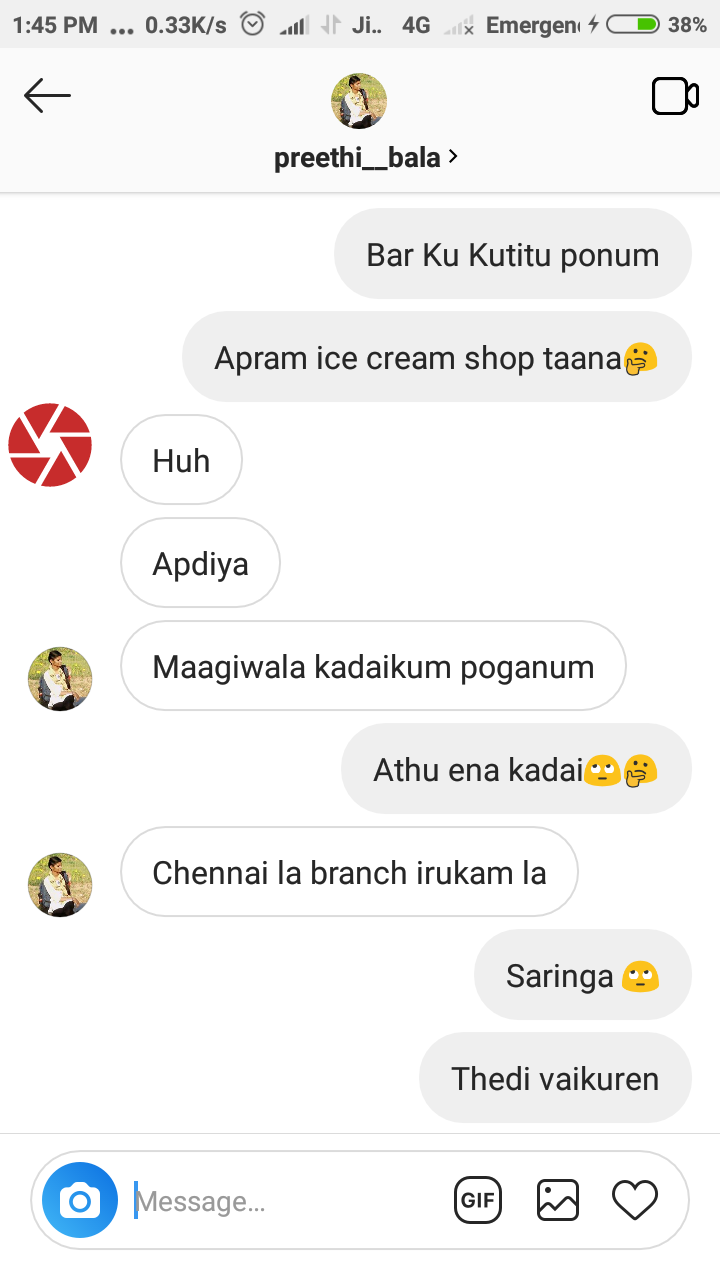 1:45 PM ... 0.33K/s Ji.. 4G Emergen 38%
preethi__bala
Bar Ku Kutitu ponum
Apram ice cream shop taana🤔
Huh
Apdiya
Maagiwala kadaikum poganum
Athu ena kadai🙄🤔
Chennai la branch irukam la
Saringa 🙄
Thedi vaikuren
Message...
GIF